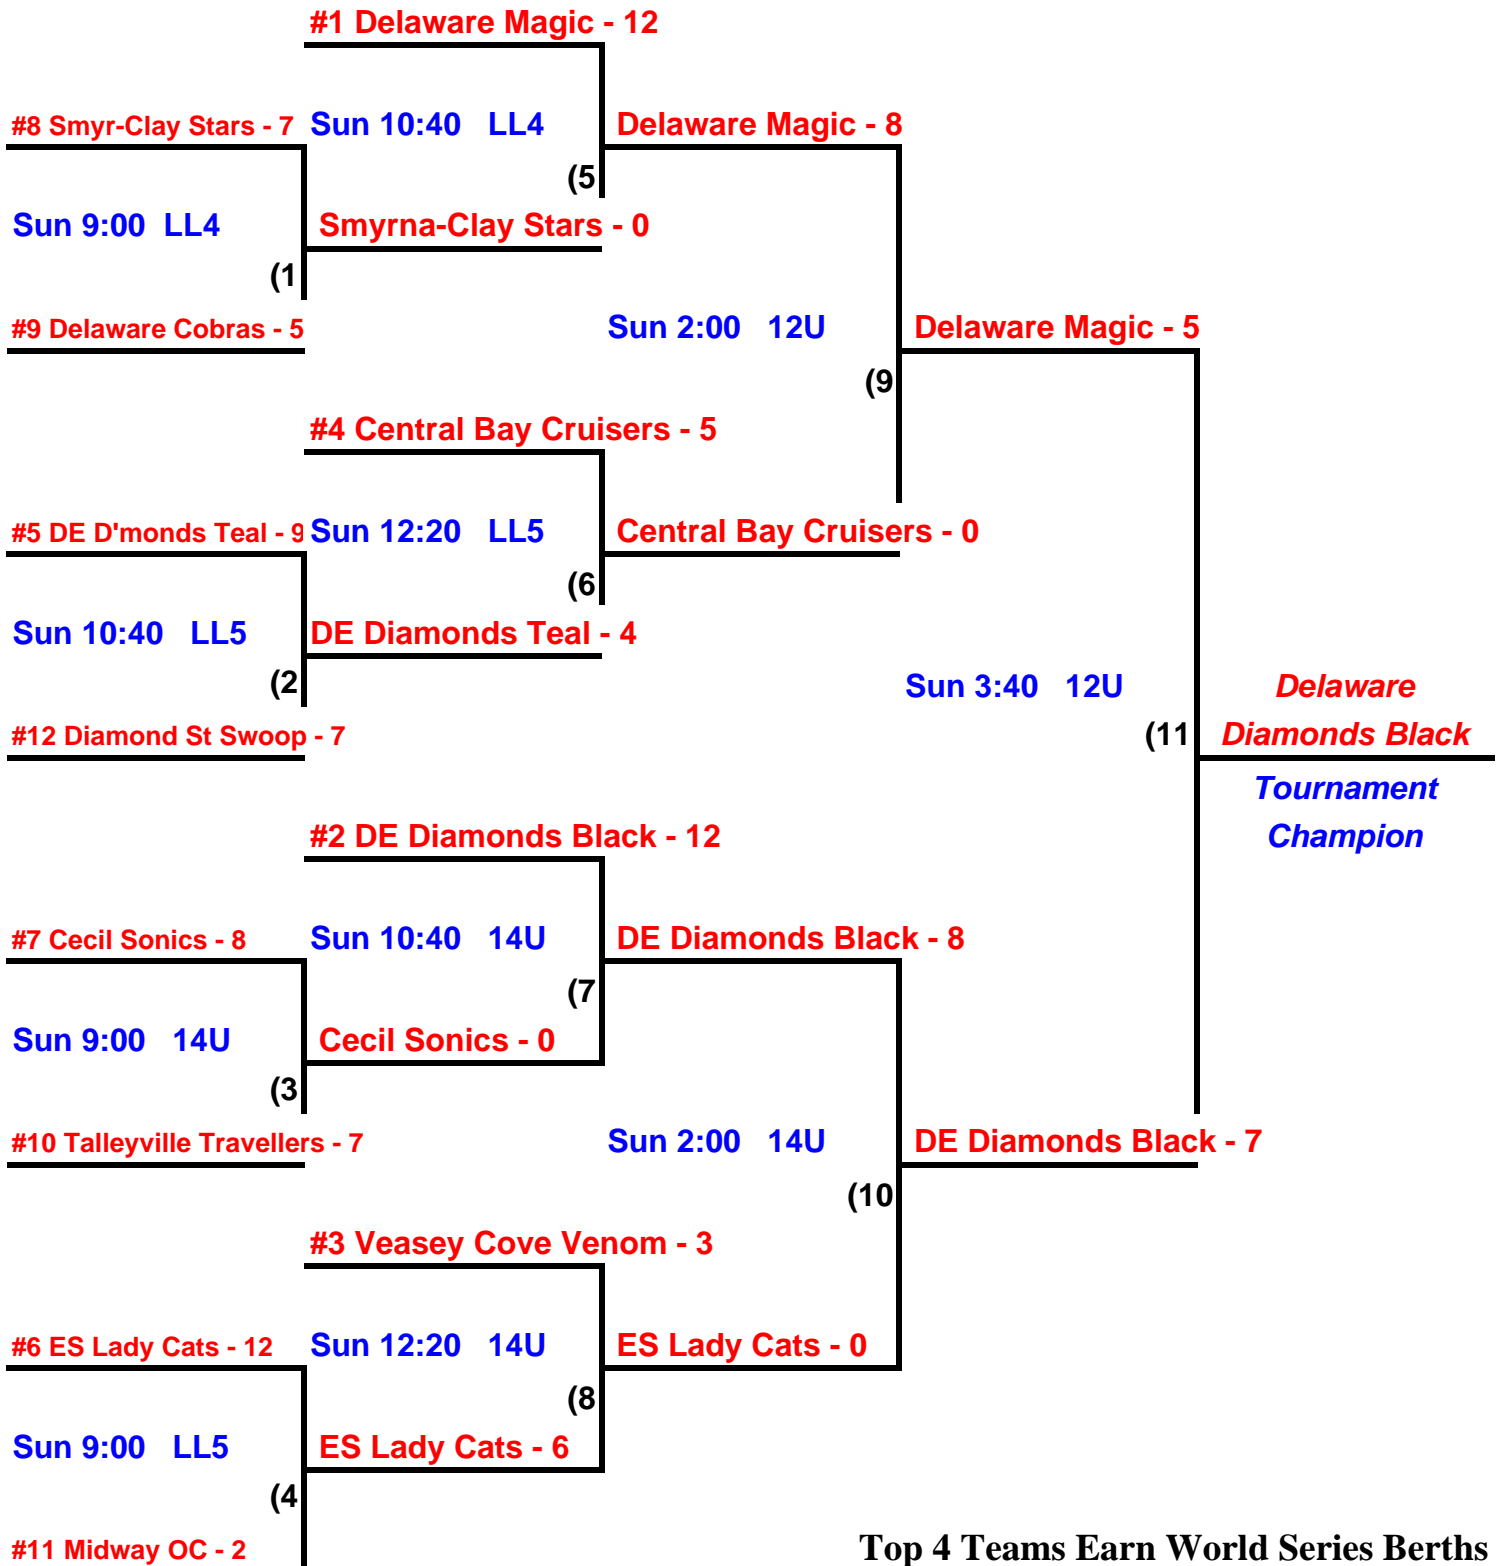 #1 Delaware Magic - 12
#8 Smyr-Clay Stars - 7
Sun 10:40 LL4
Delaware Magic - 8
(5
Sun 9:00 LL4
Smyrna-Clay Stars - 0
(1
#9 Delaware Cobras - 5
Sun 2:00 12U
Delaware Magic - 5
(9
#4 Central Bay Cruisers - 5
#5 DE D'monds Teal - 9
Sun 12:20 LL5
Central Bay Cruisers - 0
(6
Sun 10:40 LL5
DE Diamonds Teal - 4
(2
Sun 3:40 12U
Delaware
#12 Diamond St Swoop - 7
(11
Diamonds Black
Tournament
Champion
#2 DE Diamonds Black - 12
#7 Cecil Sonics - 8
Sun 10:40 14U
DE Diamonds Black - 8
(7
Sun 9:00 14U
Cecil Sonics - 0
(3
#10 Talleyville Travellers - 7
Sun 2:00 14U
DE Diamonds Black - 7
(10
#3 Veasey Cove Venom - 3
#6 ES Lady Cats - 12
Sun 12:20 14U
ES Lady Cats - 0
(8
Sun 9:00 LL5
ES Lady Cats - 6
(4
#11 Midway OC - 2
Top 4 Teams Earn World Series Berths